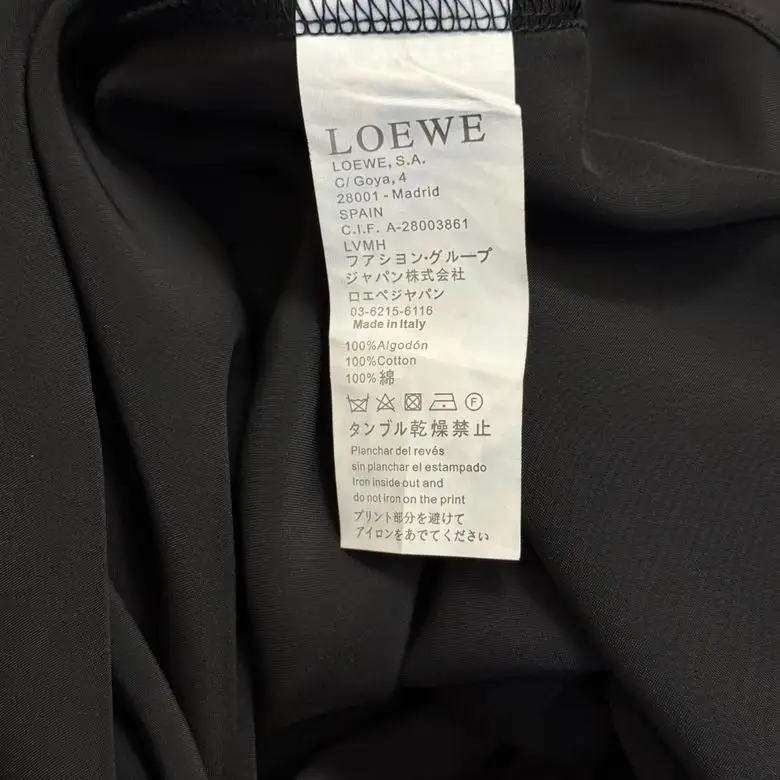 LOEWE
LOEWE, S.A.
C/ Goya, 4
28001 - Madrid
SPAIN
C.I.F. A-28003861
LVMH
フアシヨン·グループ
ジャパン株式会社
ロエベジヤパン
03-6215-6116
Made in Italy
100%Algodón
100%Cotton
100%綿
F
タンブル乾燥禁止
Planchar del revés
sin planchar el estampado
Iron inside out and
do not iron on the print
プリント部分を避けて
アイロンをあでてください